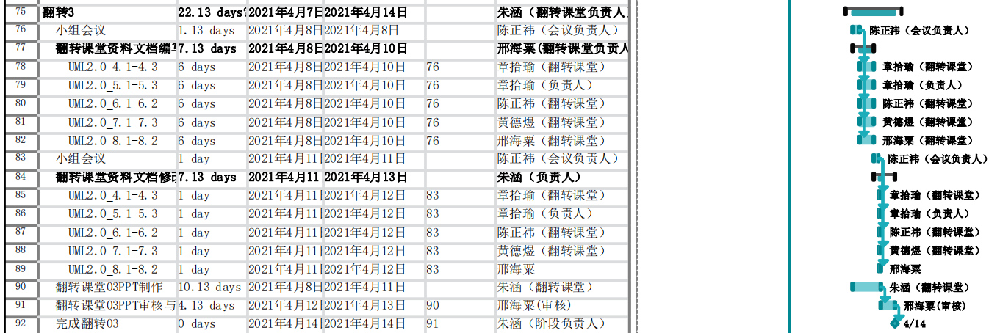 75 翻转3 22.13 days? 2021年4月7日 2021年4月14日 朱涵（翻转课堂负责人） 
76 小组会议 1.13 days 2021年4月8日 2021年4月8日 陈正祎（会议负责人） 陈正祎（会议负责人）
77 翻转课堂资料文档编写 7.13 days 2021年4月8日 2021年4月10日 邢海粟(翻转课堂负责人
78 UML2.0_4.1-4.3 6 days 2021年4月8日 2021年4月10日 76 章拾瑜（翻转课堂） 章拾瑜（翻转课堂）
79 UML2.0_5.1-5.3 6 days 2021年4月8日 2021年4月10日 76 章拾瑜（负责人） 章拾瑜（负责人）
80 UML2.0_6.1-6.2 6 days 2021年4月8日 2021年4月10日 76 陈正祎（翻转课堂） 陈正祎（翻转课堂）
81 UML2.0_7.1-7.3 6 days 2021年4月8日 2021年4月10日 76 黄德煜（翻转课堂） 黄德煜（翻转课堂）
82 UML2.0_8.1-8.2 6 days 2021年4月8日 2021年4月10日 76 邢海粟（翻转课堂） 邢海粟（翻转课堂）
83 小组会议 1 day 2021年4月11日 2021年4月11日 陈正祎（会议负责人） 陈正祎（会议负责人）
84 翻转课堂资料文档修改 7.13 days 2021年4月11 2021年4月13日 朱涵（负责人）
85 UML2.0_4.1-4.3 1 day 2021年4月11日 2021年4月12日 83 章拾瑜（翻转课堂） 章拾瑜（翻转课堂）
86 UML2.0_5.1-5.3 1 day 2021年4月11日 2021年4月12日 83 章拾瑜（负责人） 章拾瑜（负责人）
87 UML2.0_6.1-6.2 1 day 2021年4月11日 2021年4月12日 83 陈正祎（翻转课堂） 陈正祎（翻转课堂）
88 UML2.0_7.1-7.3 1 day 2021年4月11日 2021年4月12日 83 黄德煜（翻转课堂） 黄德煜（翻转课堂）
89 UML2.0_8.1-8.2 1 day 2021年4月11日 2021年4月12日 83 邢海粟 邢海粟
90 翻转课堂03PPT制作 10.13 days 2021年4月8日 2021年4月11日 朱涵（翻转课堂） 朱涵（翻转课堂）
91 翻转课堂03PPT审核与 4.13 days 2021年4月12日 2021年4月13日 90 邢海粟(审核) 邢海粟(审核)
92 完成翻转03 0 days 2021年4月14日 2021年4月14日 91 朱涵（阶段负责人） 4/14